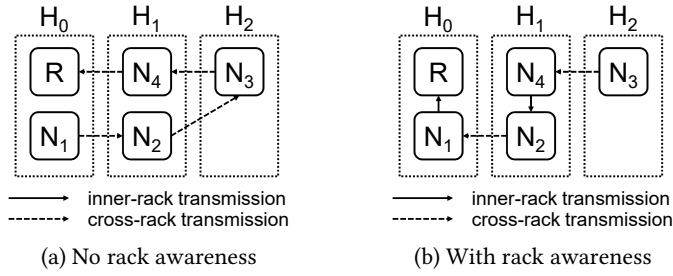 H0 H1 H2 H0 H1 H2
R N4 N3 R N4 N3
N1 N2 N1 N2
inner-rack transmission inner-rack transmission
cross-rack transmission cross-rack transmission
(a) No rack awareness (b) With rack awareness